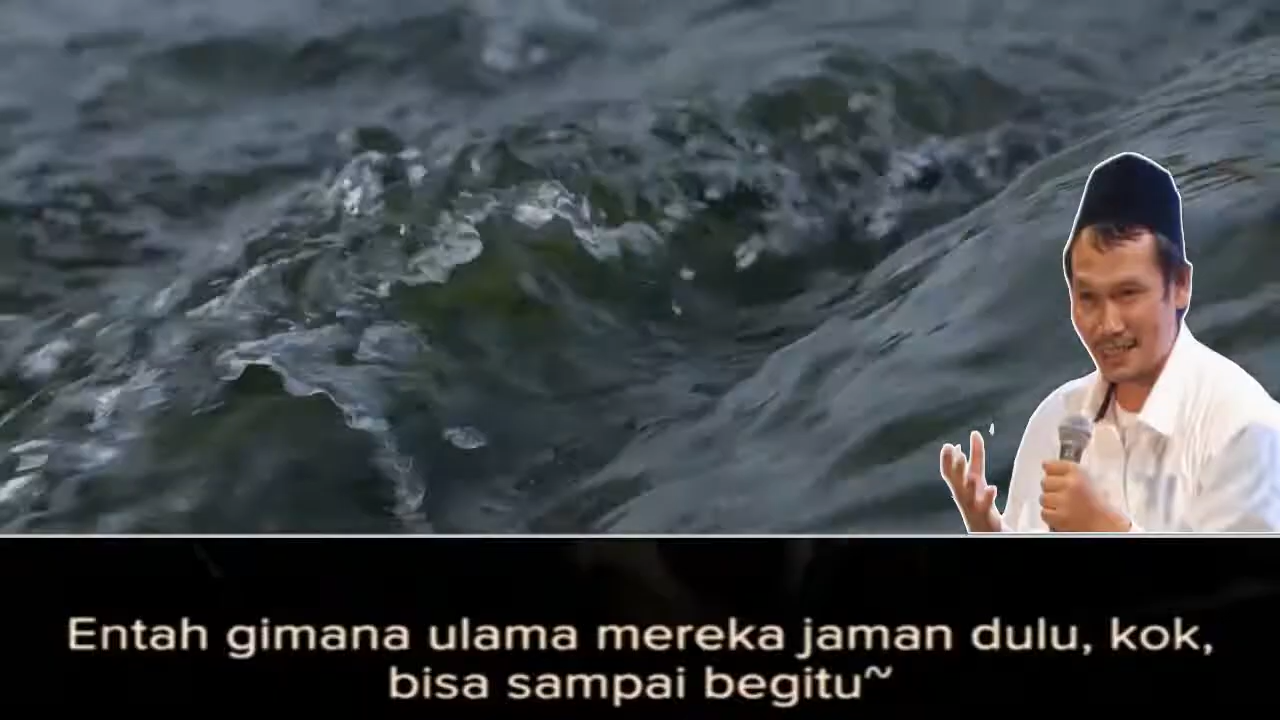 Entah gimana ulama mereka jaman dulu, kok,
bisa sampai begitu~